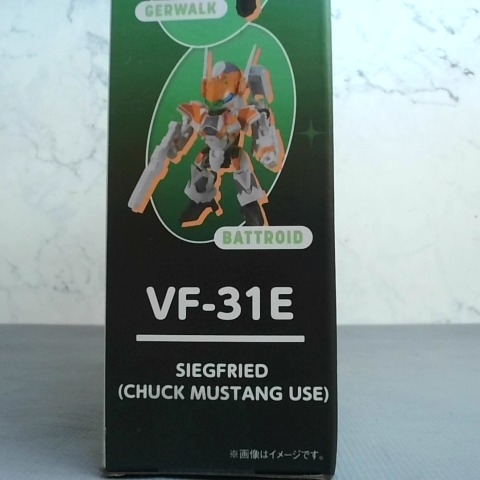 GERWALK
BATTROID
VF-31E
SIEGFRIED
(CHUCK MUSTANG USE)
※画像はイメージです。